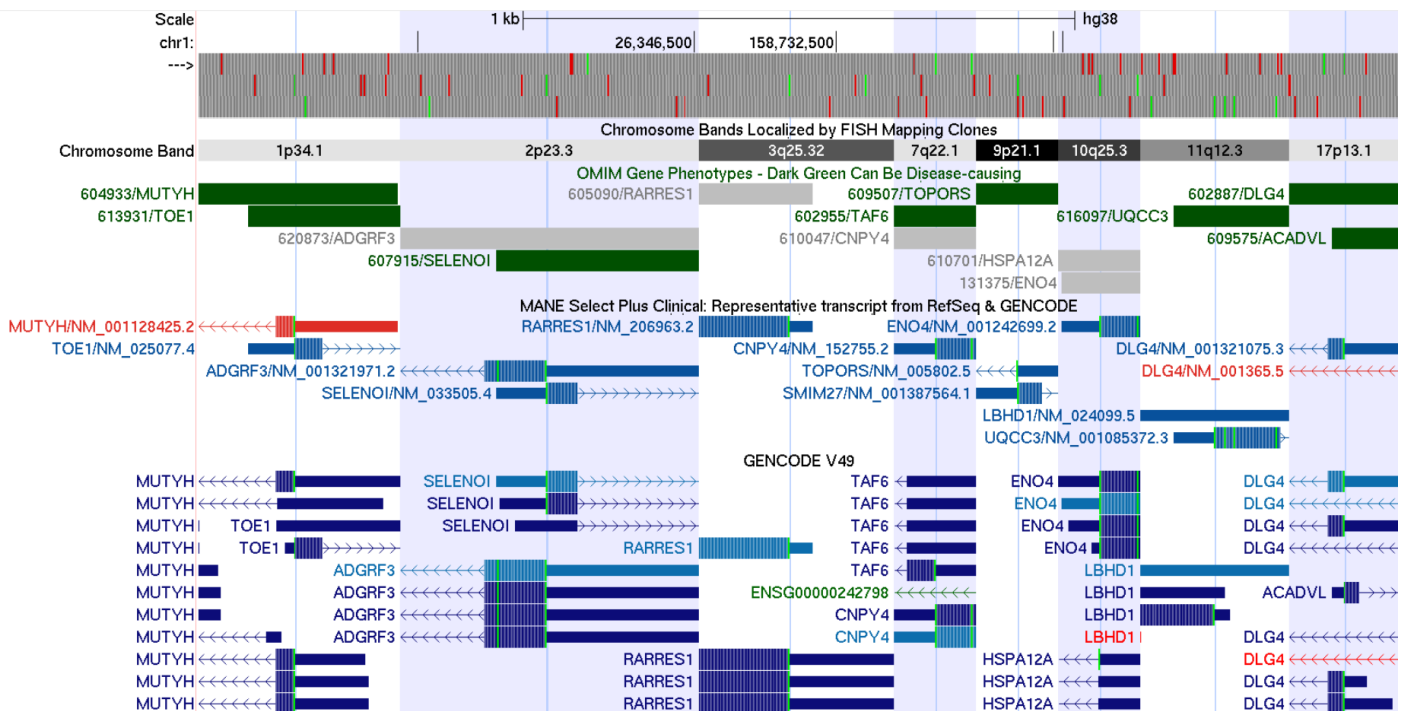 Scale 1 kb hg38
chr1: 26,346,500 158,732,500
--->
Chromosome Bands Localized by FISH Mapping Clones
Chromosome Band 1p34.1 2p23.3 3q25.32 7q22.1 9p21.1 10q25.3 11q12.3 17p13.1
OMIM Gene Phenotypes - Dark Green Can Be Disease-causing
604933/MUTYH 605090/RARRES1 609507/TOPORS 602887/DLG4
613931/TOE1 602955/TAF6 616097/UQCC3
620873/ADGRF3 610047/CNPY4 609575/ACADVL
607915/SELENOI 610701/HSPA12A
131375/ENO4
MANE Select Plus Clinical: Representative transcript from RefSeq & GENCODE
MUTYH/NM_001128425.2 RARRES1/NM_206963.2 ENO4/NM_001242699.2
TOE1/NM_025077.4 CNPY4/NM_152755.2 DLG4/NM_001321075.3
ADGRF3/NM_001321971.2 TOPORS/NM_005802.5 DLG4/NM_001365.5
SELENOI/NM_033505.4 SMIM27/NM_001387564.1
LBHD1/NM_024099.5
UQCC3/NM_001085372.3
GENCODE V49
MUTYH SELENOI TAF6 ENO4 DLG4
MUTYH SELENOI TAF6 ENO4 DLG4
MUTYH TOE1 SELENOI TAF6 ENO4 DLG4
MUTYH TOE1 RARRES1 TAF6 ENO4 DLG4
MUTYH ADGRF3 TAF6 LBHD1
MUTYH ADGRF3 ENSG00000242798 LBHD1 ACADVL
MUTYH ADGRF3 CNPY4 LBHD1
MUTYH ADGRF3 CNPY4 LBHD1 DLG4
MUTYH RARRES1 HSPA12A DLG4
MUTYH RARRES1 HSPA12A DLG4
MUTYH RARRES1 HSPA12A DLG4